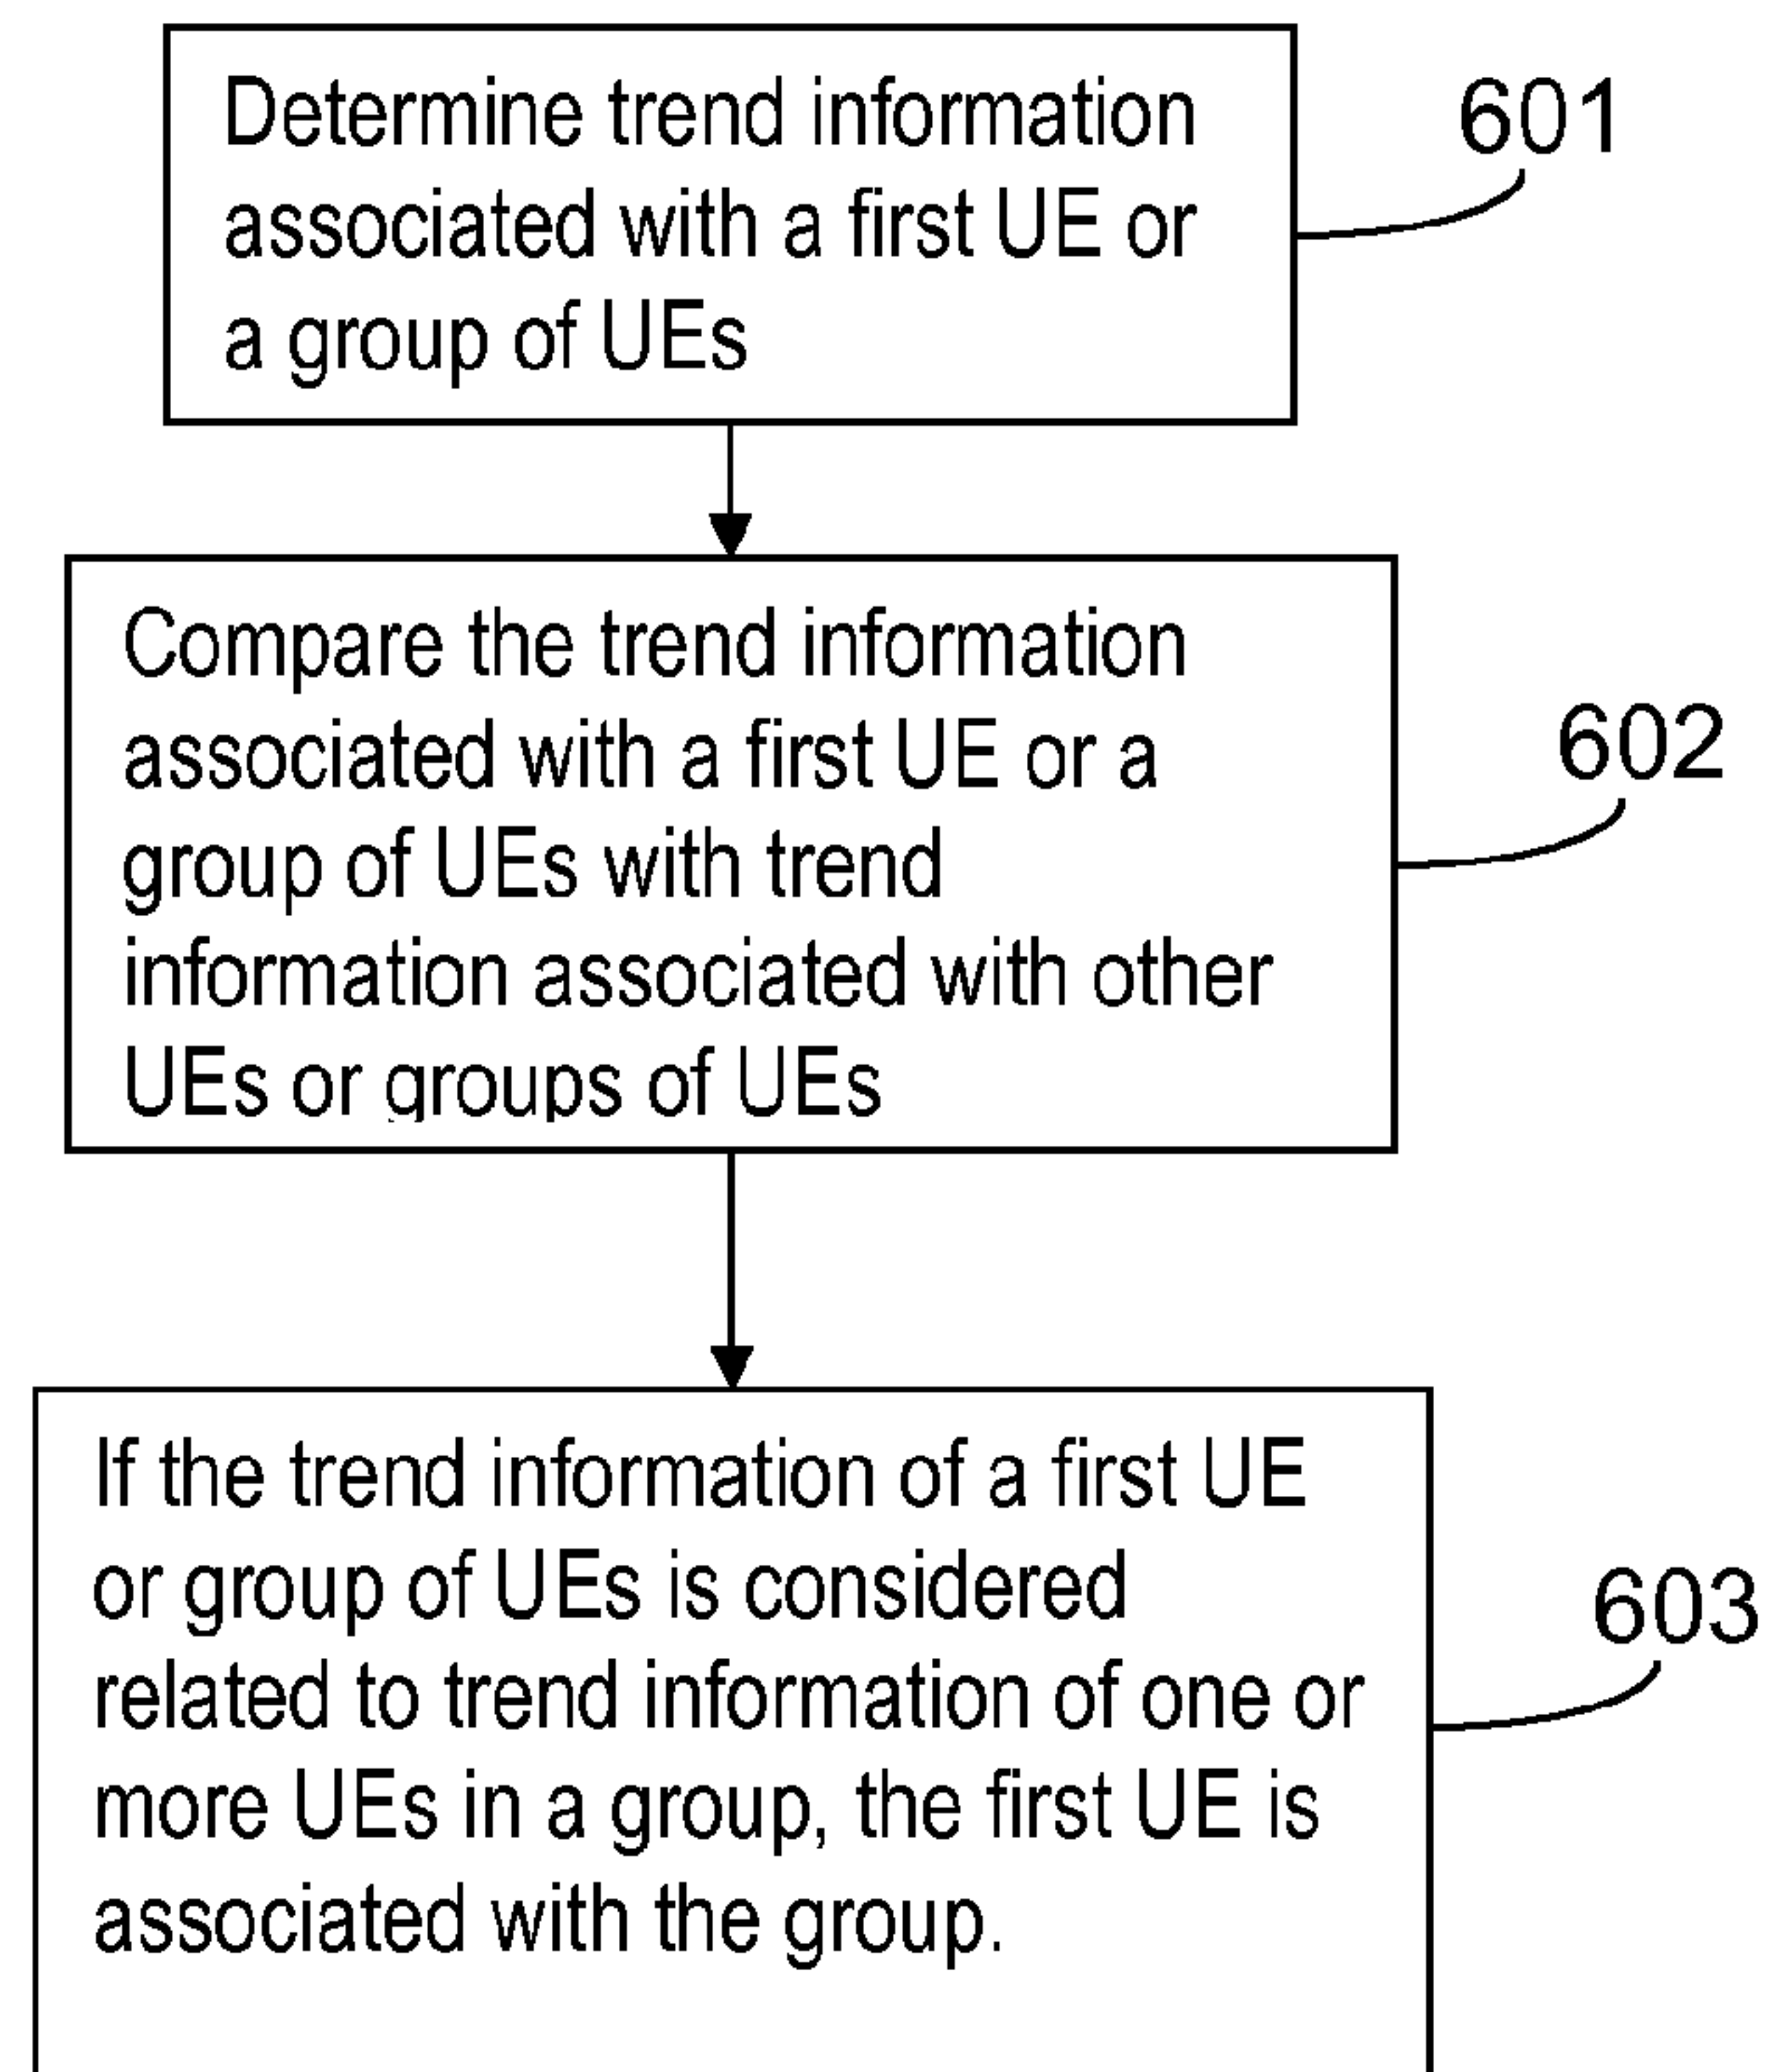 Determine trend information
associated with a first UE or
a group of UEs
601
Compare the trend information
associated with a first UE or a
group of UEs with trend
information associated with other
UEs or groups of UEs
602
If the trend information of a first UE
or group of UEs is considered
related to trend information of one or
more UEs in a group, the first UE is
associated with the group.
603